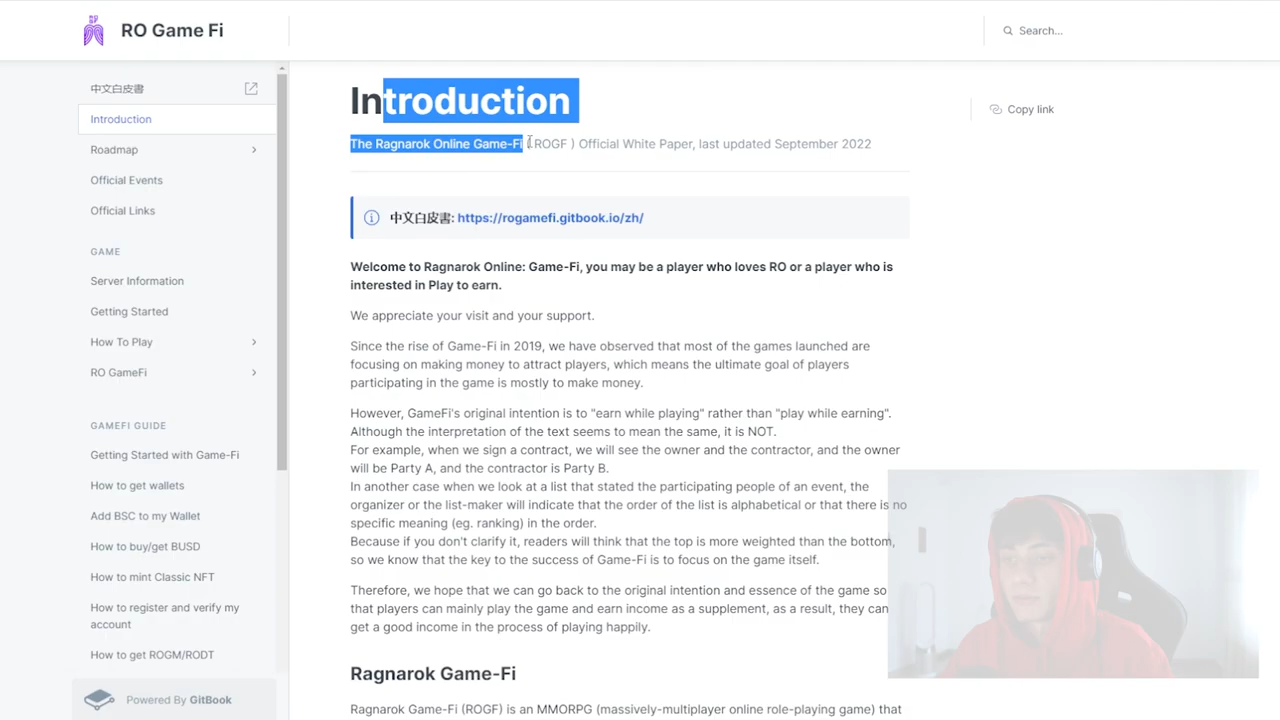 RO Game Fi
Search...
中文白皮書
Introduction
Roadmap
Official Events
Official Links
GAME
Server Information
Getting Started
How To Play
RO GameFi
GAMEFI GUIDE
Getting Started with Game-Fi
How to get wallets
Add BSC to my Wallet
How to buy/get BUSD
How to mint Classic NFT
How to register and verify my
account
How to get ROGM/RODT
Powered By GitBook
Introduction
The Ragnarok Online Game-Fi ( ROGF ) Official White Paper, last updated September 2022
Copy link
中文白皮書: https://rogamefi.gitbook.io/zh/
Welcome to Ragnarok Online: Game-Fi, you may be a player who loves RO or a player who is
interested in Play to earn.
We appreciate your visit and your support.
Since the rise of Game-Fi in 2019, we have observed that most of the games launched are
focusing on making money to attract players, which means the ultimate goal of players
participating in the game is mostly to make money.
However, GameFi's original intention is to "earn while playing" rather than "play while earning".
Although the interpretation of the text seems to mean the same, it is NOT.
For example, when we sign a contract, we will see the owner and the contractor, and the owner
will be Party A, and the contractor is Party B.
In another case when we look at a list that stated the participating people of an event, the
organizer or the list-maker will indicate that the order of the list is alphabetical or that there is no
specific meaning (eg. ranking) in the order.
Because if you don't clarify it, readers will think that the top is more weighted than the bottom,
so we know that the key to the success of Game-Fi is to focus on the game itself.
Therefore, we hope that we can go back to the original intention and essence of the game so
that players can mainly play the game and earn income as a supplement, as a result, they can
get a good income in the process of playing happily.
Ragnarok Game-Fi
Ragnarok Game-Fi (ROGF) is an MMORPG (massively-multiplayer online role-playing game) that